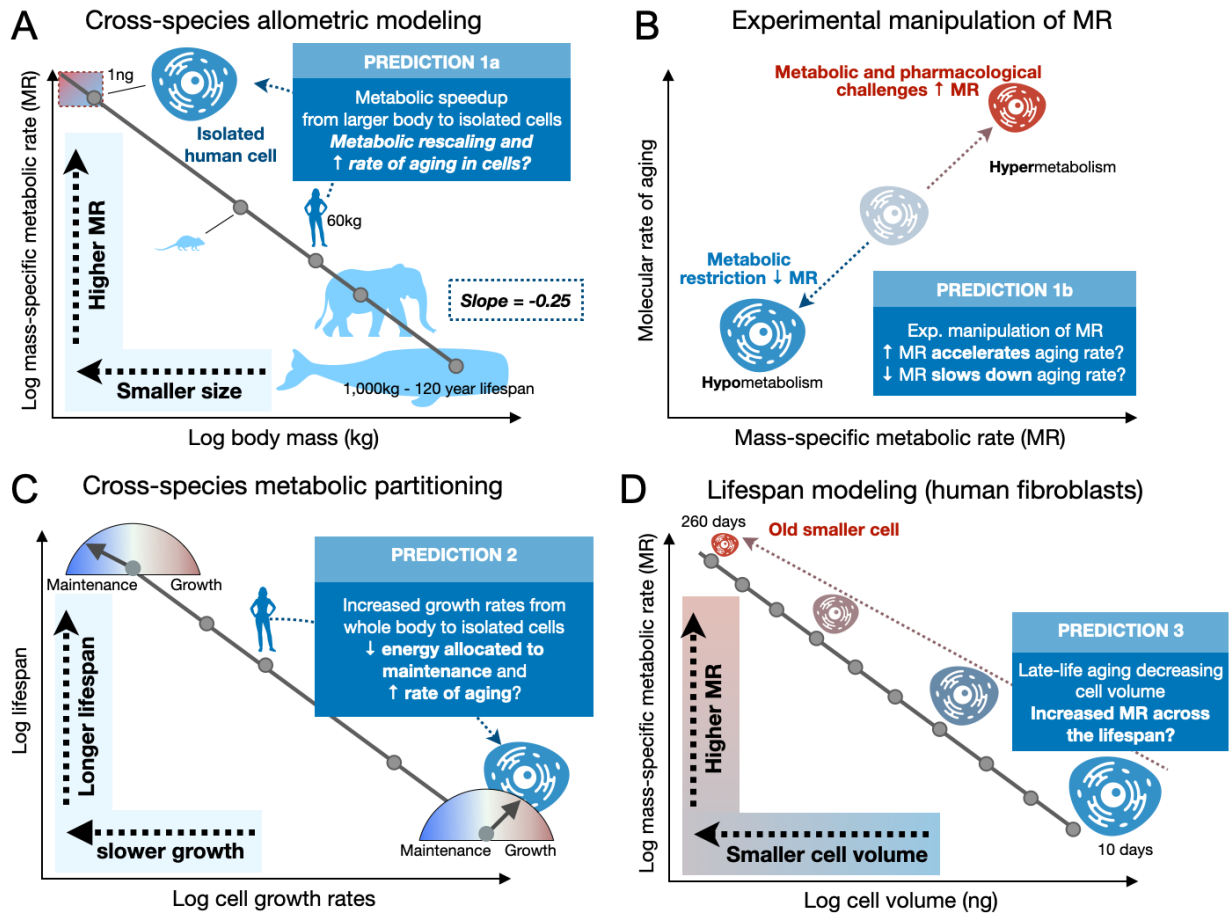 A
Cross-species allometric modeling
Log mass-specific metabolic rate (MR)
1ng
Isolated
human cell
PREDICTION 1a
Metabolic speedup
from larger body to isolated cells
Metabolic rescaling and
↑ rate of aging in cells?
60kg
Higher MR
Slope = -0.25
Smaller size
1,000kg - 120 year lifespan
Log body mass (kg)
B
Experimental manipulation of MR
Molecular rate of aging
Metabolic and pharmacological
challenges ↑ MR
Hypermetabolism
Metabolic
restriction ↓ MR
Hypometabolism
PREDICTION 1b
Exp. manipulation of MR
↑ MR accelerates aging rate?
↓ MR slows down aging rate?
Mass-specific metabolic rate (MR)
C
Cross-species metabolic partitioning
Log lifespan
Maintenance
Growth
PREDICTION 2
Increased growth rates from
whole body to isolated cells
↓ energy allocated to
maintenance and
↑ rate of aging?
Longer lifespan
slower growth
Maintenance
Growth
Log cell growth rates
D
Lifespan modeling (human fibroblasts)
Log mass-specific metabolic rate (MR)
260 days
Old smaller cell
PREDICTION 3
Late-life aging decreasing
cell volume
Increased MR across
the lifespan?
Higher MR
Smaller cell volume
10 days
Log cell volume (ng)